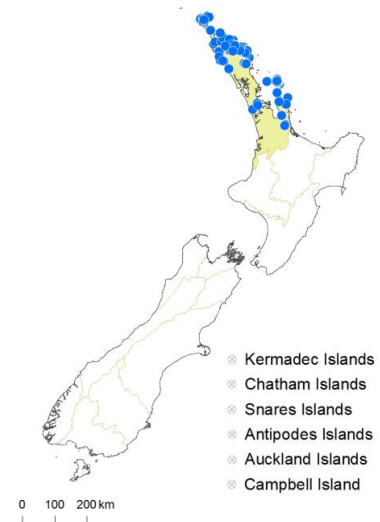 Kermadec Islands
Chatham Islands
Snares Islands
Antipodes Islands
Auckland Islands
Campbell Island
0 100 200 km